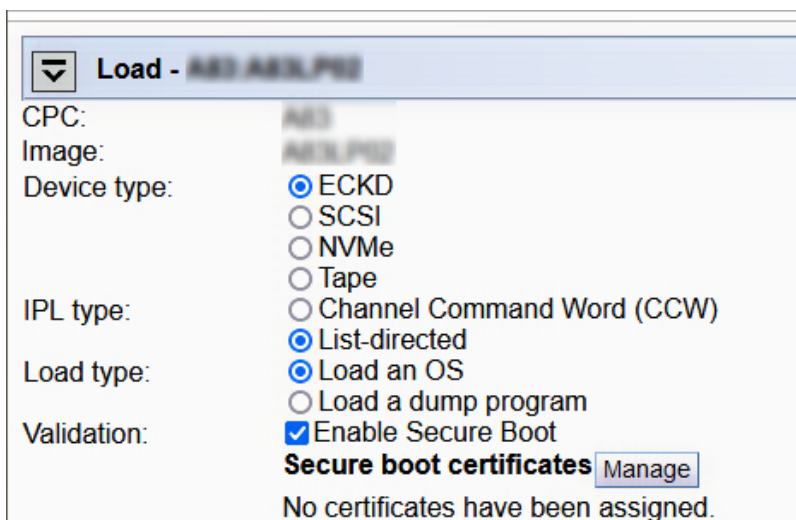 Load -
CPC:
Image:
Device type: ECKD
SCSI
NVMe
Tape
IPL type: Channel Command Word (CCW)
List-directed
Load type: Load an OS
Load a dump program
Validation: Enable Secure Boot
Secure boot certificates Manage
No certificates have been assigned.